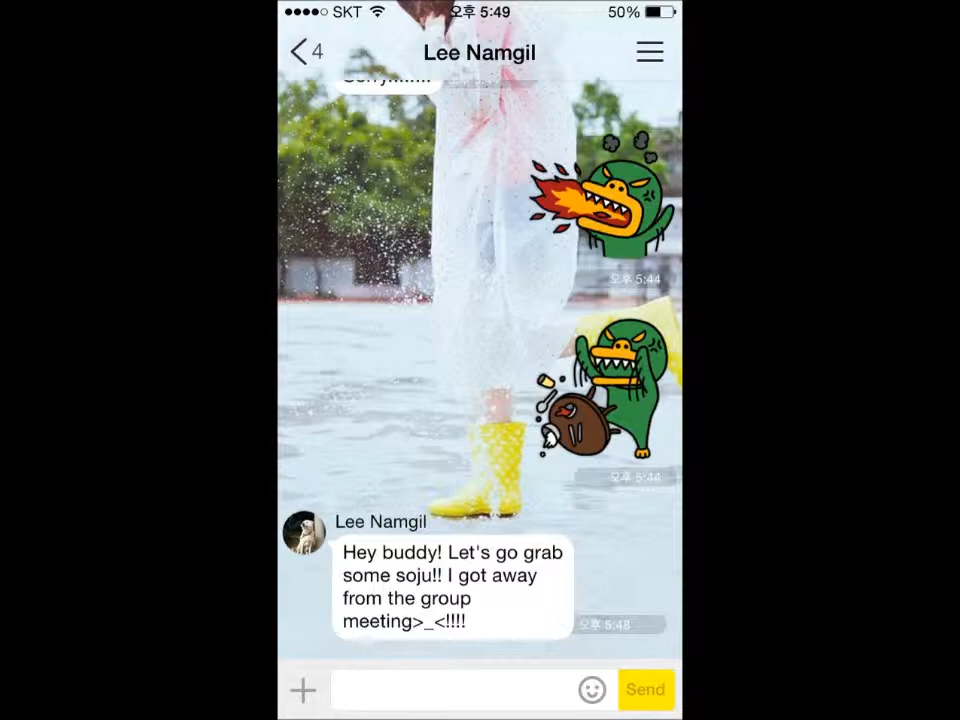 SKT 오후 5:49 50%
4 Lee Namgil
Sorry.......
오후 5:44
오후 5:44
Lee Namgil
Hey buddy! Let's go grab
some soju!! I got away
from the group
meeting>_<!!!!
오후 5:48
Send